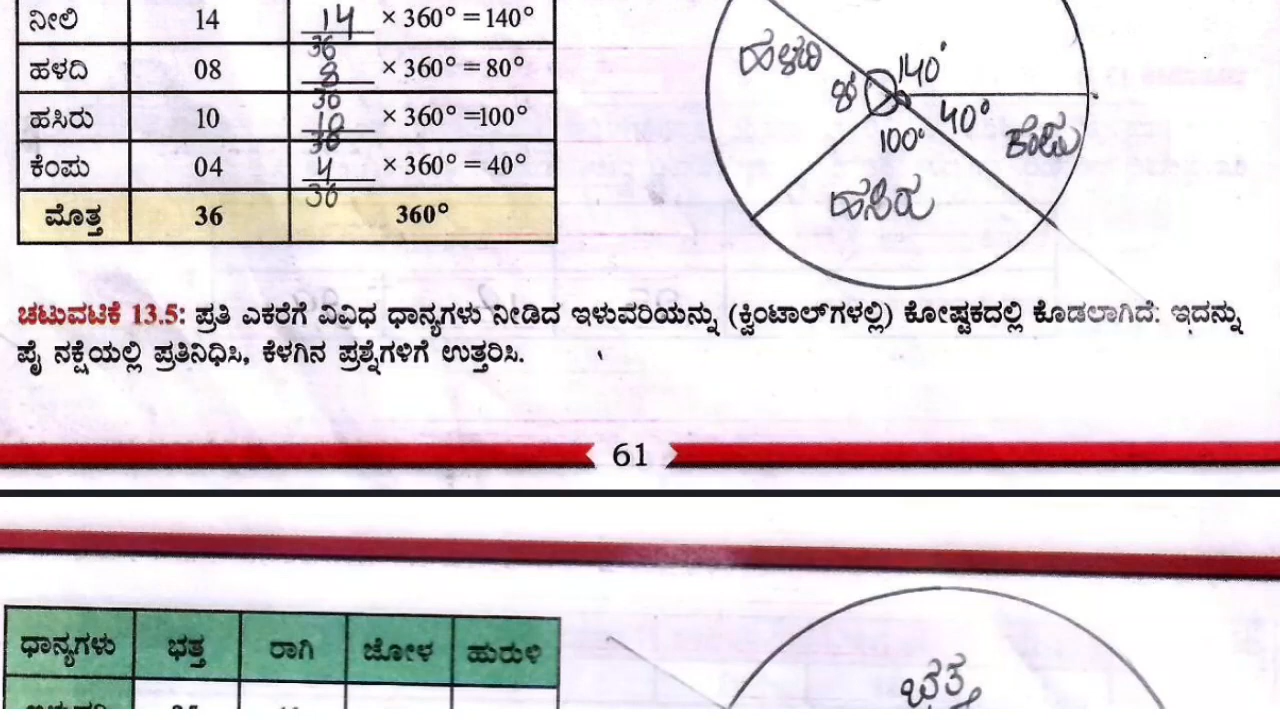 ನೀಲಿ 14 14/36 × 360° = 140°
ಹಳದಿ 08 8/36 × 360° = 80°
ಹಸಿರು 10 10/36 × 360° =100°
ಕೆಂಪು 04 4/36 × 360° = 40°
ಮೊತ್ತ 36 360°
ಹಳದಿ
140°
40°
ಕೆಂಪು
100°
ಹಸಿರು
ಚಟುವಟಿಕೆ 13.5: ಪ್ರತಿ ಎಕರೆಗೆ ವಿವಿಧ ಧಾನ್ಯಗಳು ನೀಡಿದ ಇಳುವರಿಯನ್ನು (ಕ್ವಿಂಟಾಲ್‌ಗಳಲ್ಲಿ) ಕೋಷ್ಟಕದಲ್ಲಿ ಕೊಡಲಾಗಿದೆ: ಇದನ್ನು
ಪೈ ನಕ್ಷೆಯಲ್ಲಿ ಪ್ರತಿನಿಧಿಸಿ, ಕೆಳಗಿನ ಪ್ರಶ್ನೆಗಳಿಗೆ ಉತ್ತರಿಸಿ.
61
ಧಾನ್ಯಗಳು ಭತ್ತ ರಾಗಿ ಜೋಳ ಹುರುಳಿ
ಭತ್ತ